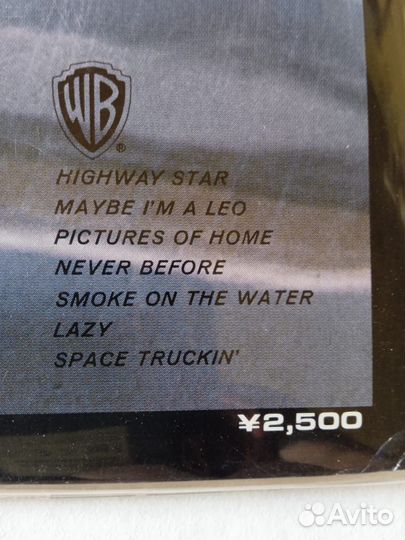 WB
®
HIGHWAY STAR
MAYBE I'M A LEO
PICTURES OF HOME
NEVER BEFORE
SMOKE ON THE WATER
LAZY
SPACE TRUCKIN'
¥2,500
Avito